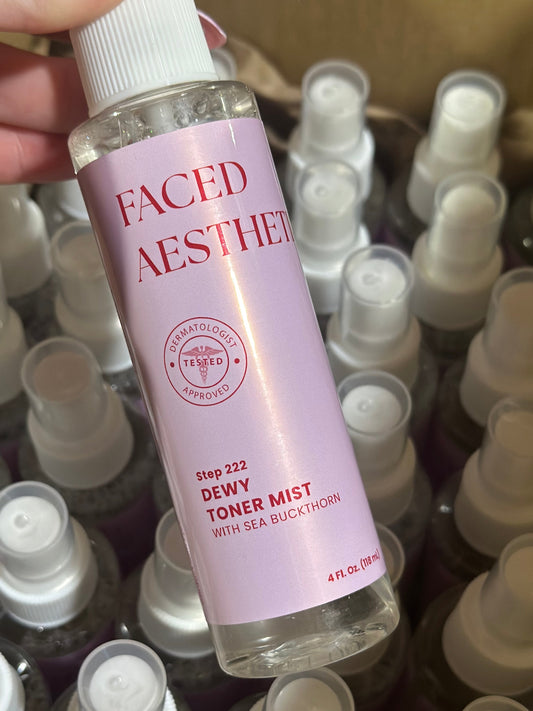 FACED
AESTHET
DERMATOLOGIST
TESTED
APPROVED
Step 222
DEWY
TONER MIST
WITH SEA BUCKTHORN
4 Fl. Oz. (118 mL)